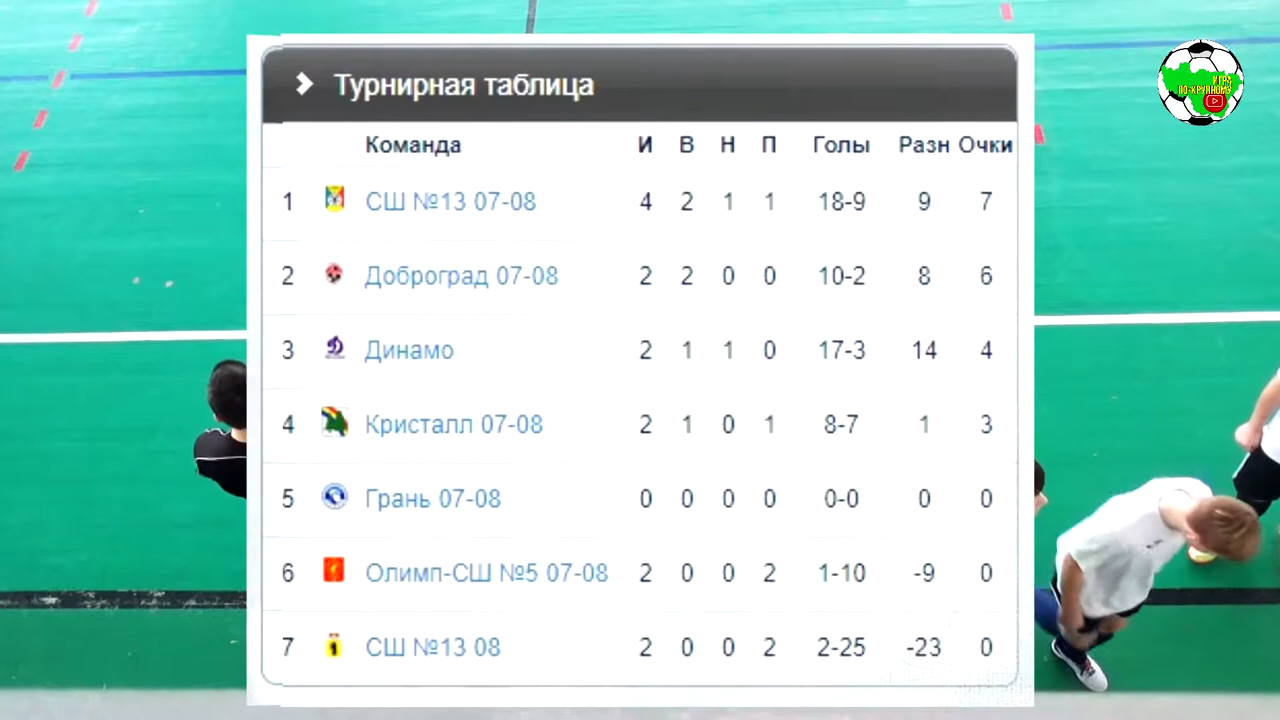 ИГРА
ПО-КРУПНОМУ
Турнирная таблица
Команда И В Н П Голы Разн Очки
1 СШ №13 07-08 4 2 1 1 18-9 9 7
2 Доброград 07-08 2 2 0 0 10-2 8 6
3 Динамо 2 1 1 0 17-3 14 4
4 Кристалл 07-08 2 1 0 1 8-7 1 3
5 Грань 07-08 0 0 0 0 0-0 0 0
6 Олимп-СШ №5 07-08 2 0 0 2 1-10 -9 0
7 СШ №13 08 2 0 0 2 2-25 -23 0